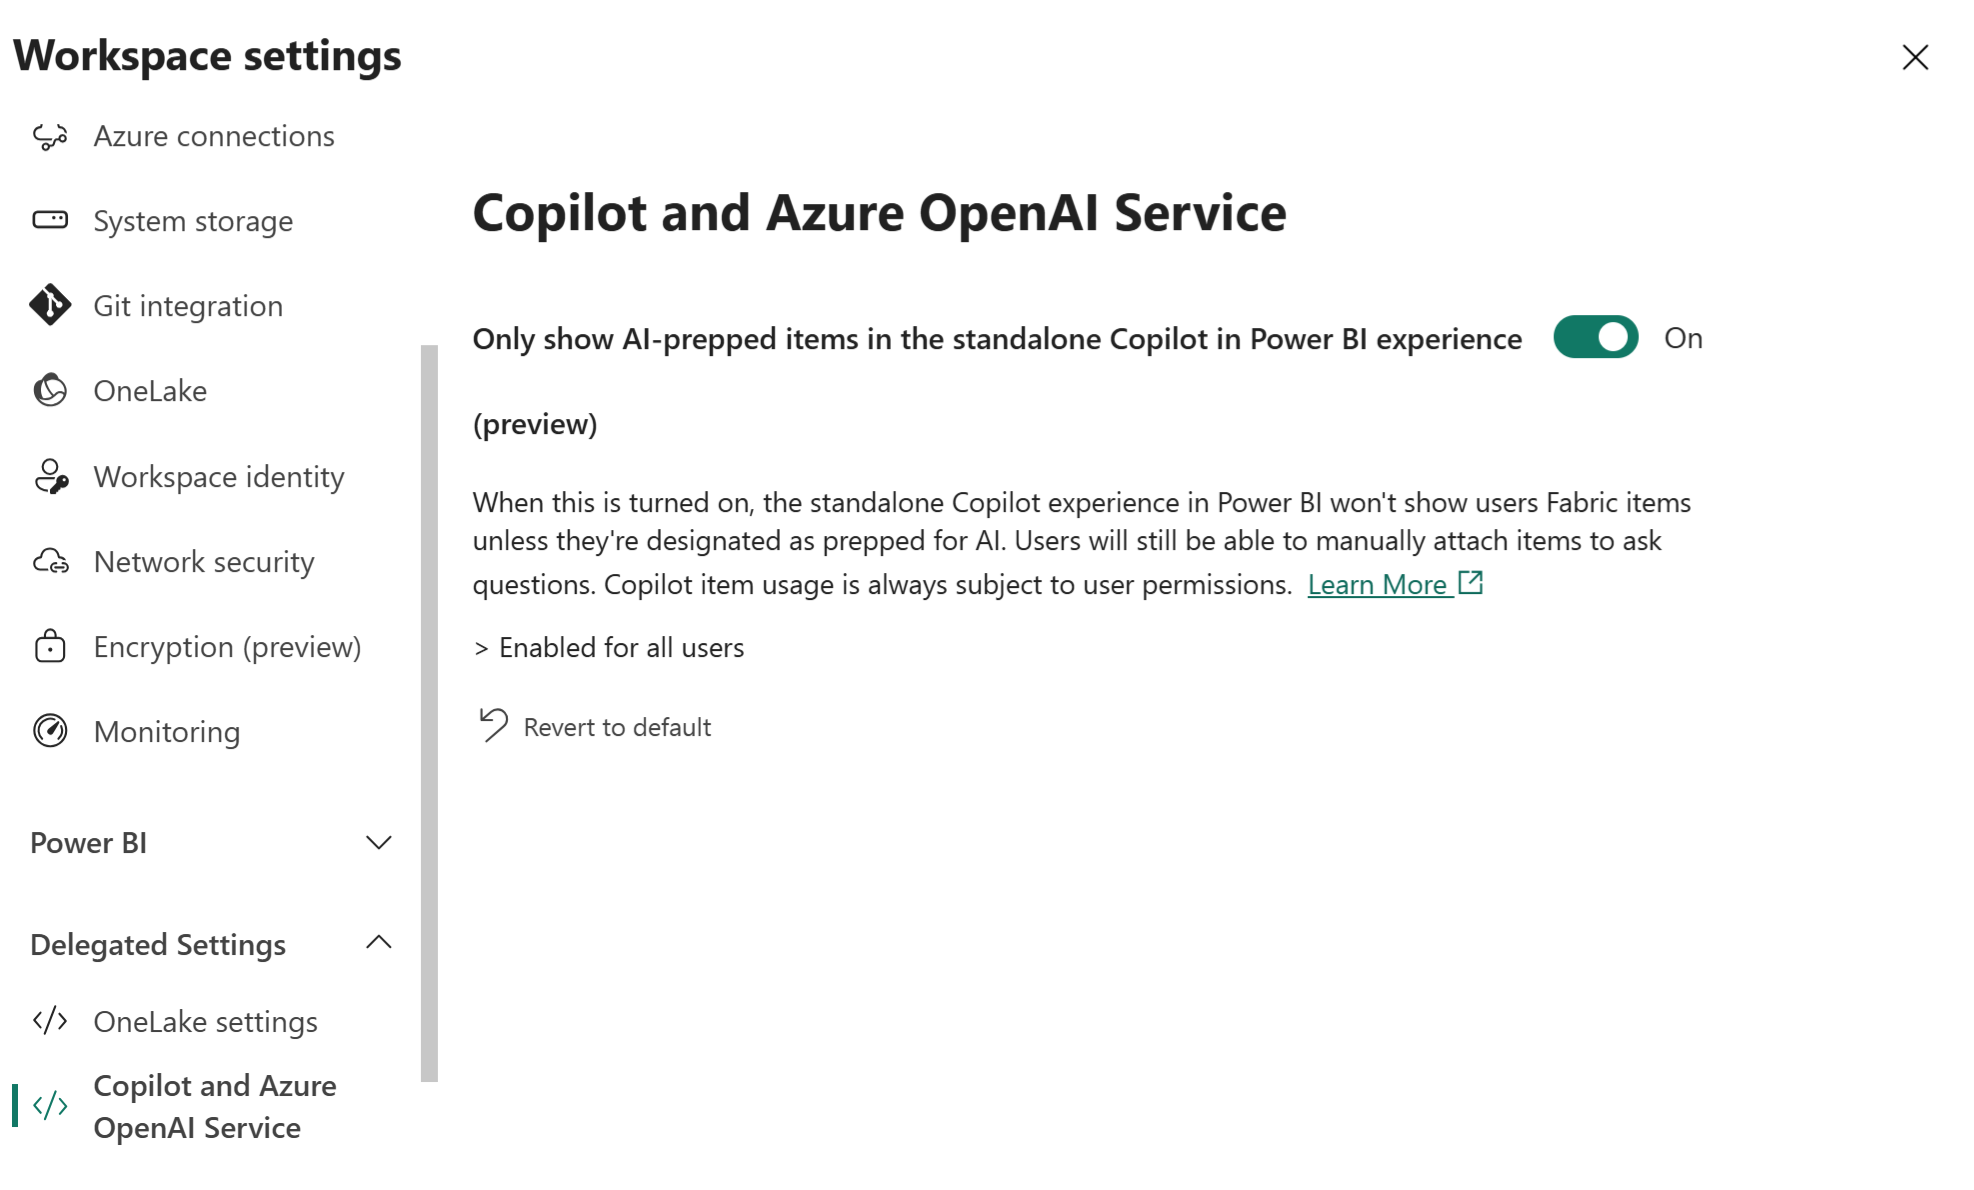 Workspace settings
Azure connections
System storage
Git integration
OneLake
Workspace identity
Network security
Encryption (preview)
Monitoring
Power BI
Delegated Settings
OneLake settings
Copilot and Azure
OpenAI Service
Copilot and Azure OpenAI Service
Only show AI-prepped items in the standalone Copilot in Power BI experience On
(preview)
When this is turned on, the standalone Copilot experience in Power BI won't show users Fabric items
unless they're designated as prepped for AI. Users will still be able to manually attach items to ask
questions. Copilot item usage is always subject to user permissions. Learn More
> Enabled for all users
Revert to default